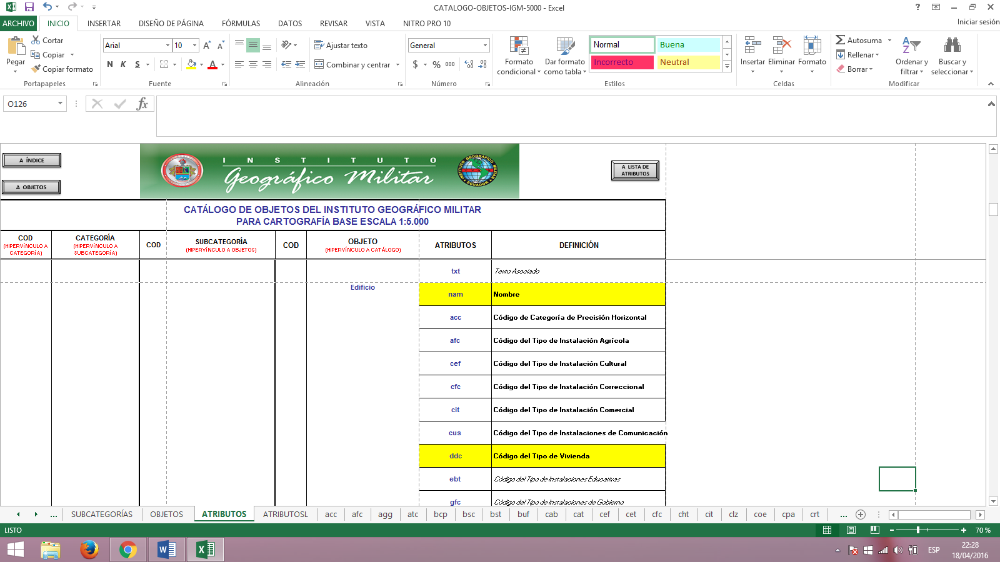 CATALOGO-OBJETOS-IGM-5000 - Excel
ARCHIVO INICIO INSERTAR DISEÑO DE PÁGINA FÓRMULAS DATOS REVISAR VISTA NITRO PRO 10 Iniciar sesión
Pegar
Cortar
Copiar
Copiar formato
Portapapeles
Arial 10
N K S
Fuente
Ajustar texto
Combinar y centrar
Alineación
General
$ % 000
Número
Formato condicional
Dar formato como tabla
Normal Buena
Incorrecto Neutral
Estilos
Insertar Eliminar Formato
Celdas
Autosuma
Rellenar
Borrar
Ordenar y filtrar
Buscar y seleccionar
Modificar
O126 fx
A ÍNDICE
A OBJETOS
INSTITUTO
Geográfico Militar
INSTITUTO GEOGRAFICO MILITAR
ECUADOR
A LISTA DE
ATRIBUTOS
CATÁLOGO DE OBJETOS DEL INSTITUTO GEOGRÁFICO MILITAR
PARA CARTOGRAFÍA BASE ESCALA 1:5.000
COD
(HIPERVÍNCULO A
CATEGORÍA)
CATEGORÍA
(HIPERVÍNCULO A
SUBCATEGORÍA)
COD
SUBCATEGORÍA
(HIPERVÍNCULO A OBJETOS)
COD
OBJETO
(HIPERVÍNCULO A CATÁLOGO)
ATRIBUTOS
DEFINICIÓN
txt Texto Asociado
Edificio
nam Nombre
acc Código de Categoría de Precisión Horizontal
afc Código del Tipo de Instalación Agrícola
cef Código del Tipo de Instalación Cultural
cfc Código del Tipo de Instalación Correccional
cit Código del Tipo de Instalación Comercial
cus Código del Tipo de Instalaciones de Comunicación
ddc Código del Tipo de Vivienda
ebt Código del Tipo de Instalaciones Educativas
gfc Código del Tipo de Instalaciones de Gobierno
... SUBCATEGORÍAS OBJETOS ATRIBUTOS ATRIBUTOSL acc afc agg atc bcp bsc bst buf cab cat cef cet cfc cht cit clz coe cpa crt ...
LISTO 70 %
ESP
22:28
18/04/2016